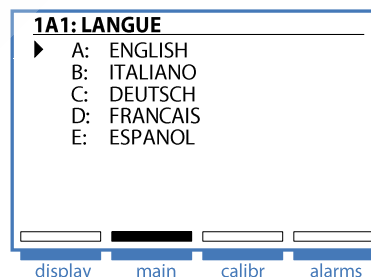 1A1: LANGUE
A: ENGLISH
B: ITALIANO
C: DEUTSCH
D: FRANCAIS
E: ESPANOL
display main calibr alarms